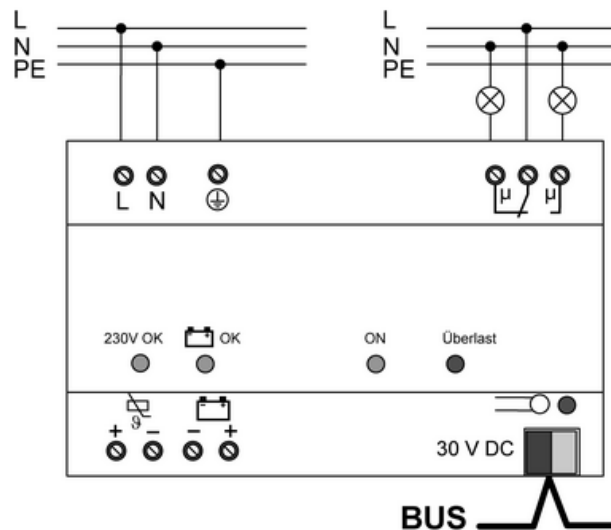 L
N
PE
L
N
PE
L N
µ µ
230V OK
OK
ON
Überlast
ϑ
+ − − +
30 V DC
BUS